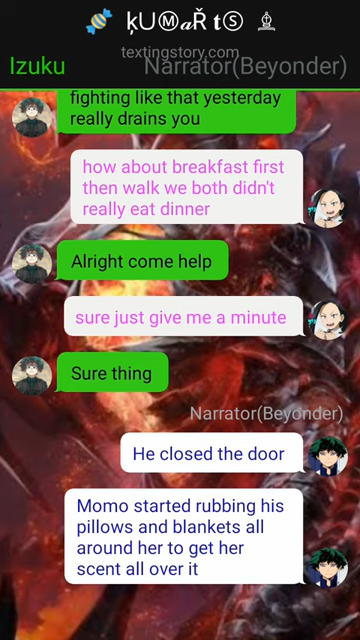 🍬 ķU🅜𝓪Ř 𝐭Ⓢ ♗
textingstory.com
Izuku
Narrator(Beyonder)
fighting like that yesterday
really drains you
how about breakfast first
then walk we both didn't
really eat dinner
Alright come help
sure just give me a minute
Sure thing
Narrator(Beyonder)
He closed the door
Momo started rubbing his
pillows and blankets all
around her to get her
scent all over it